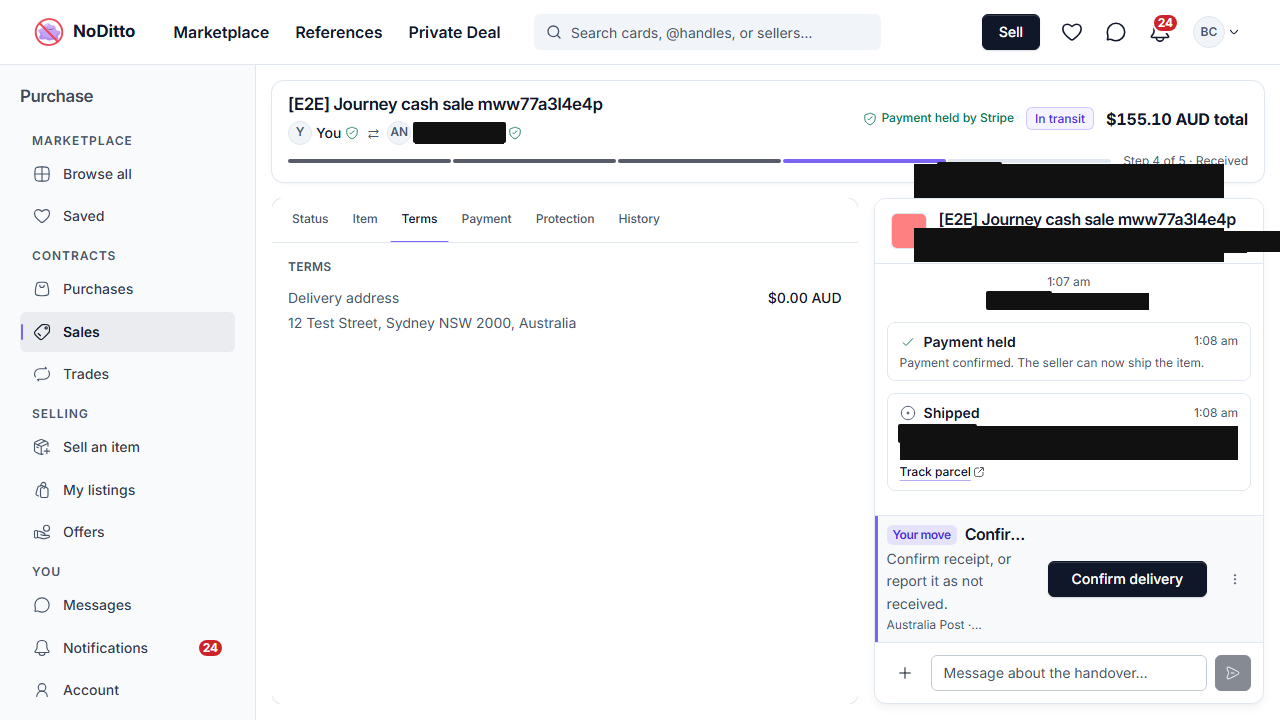 NoDitto
Marketplace
References
Private Deal
Search cards, @handles, or sellers...
Sell
24
BC
Purchase
MARKETPLACE
Browse all
Saved
CONTRACTS
Purchases
Sales
Trades
SELLING
Sell an item
My listings
Offers
YOU
Messages
Notifications
24
Account
[E2E] Journey cash sale mww77a3l4e4p
Y
You
AN
Payment held by Stripe
In transit
$155.10 AUD total
Step 4 of 5 · Received
Status
Item
Terms
Payment
Protection
History
TERMS
Delivery address
$0.00 AUD
12 Test Street, Sydney NSW 2000, Australia
[E2E] Journey cash sale mww77a3l4e4p
1:07 am
Payment held
1:08 am
Payment confirmed. The seller can now ship the item.
Shipped
1:08 am
Track parcel
Your move
Confir...
Confirm receipt, or
report it as not
received.
Australia Post ·...
Confirm delivery
Message about the handover...